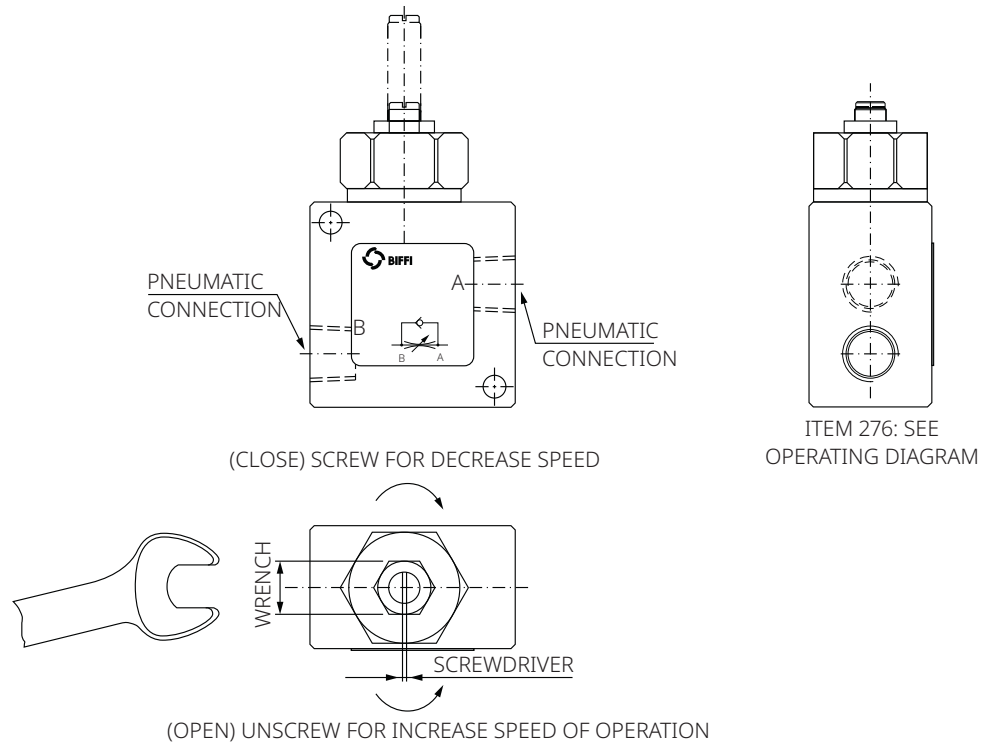 BIFFI
A
PNEUMATIC
CONNECTION
B
PNEUMATIC
CONNECTION
B A
ITEM 276: SEE
OPERATING DIAGRAM
(CLOSE) SCREW FOR DECREASE SPEED
WRENCH
SCREWDRIVER
(OPEN) UNSCREW FOR INCREASE SPEED OF OPERATION